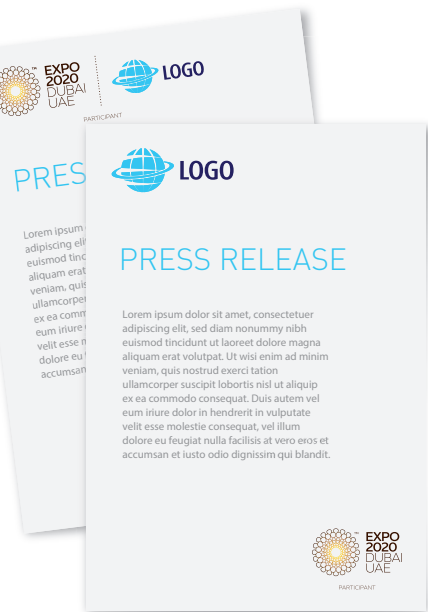 EXPO
2020
DUBAI
UAE
™
LOGO
PARTICIPANT
PRES
Lorem ipsum
adipiscing eli
euismod tinc
aliquam erat
veniam, quis
ullamcorper
ex ea comm
eum iriure
velit esse m
dolore eu
accumsan
LOGO
PRESS RELEASE
Lorem ipsum dolor sit amet, consectetuer
adipiscing elit, sed diam nonummy nibh
euismod tincidunt ut laoreet dolore magna
aliquam erat volutpat. Ut wisi enim ad minim
veniam, quis nostrud exerci tation
ullamcorper suscipit lobortis nisl ut aliquip
ex ea commodo consequat. Duis autem vel
eum iriure dolor in hendrerit in vulputate
velit esse molestie consequat, vel illum
dolore eu feugiat nulla facilisis at vero eros et
accumsan et iusto odio dignissim qui blandit.
™
EXPO
2020
DUBAI
UAE
PARTICIPANT